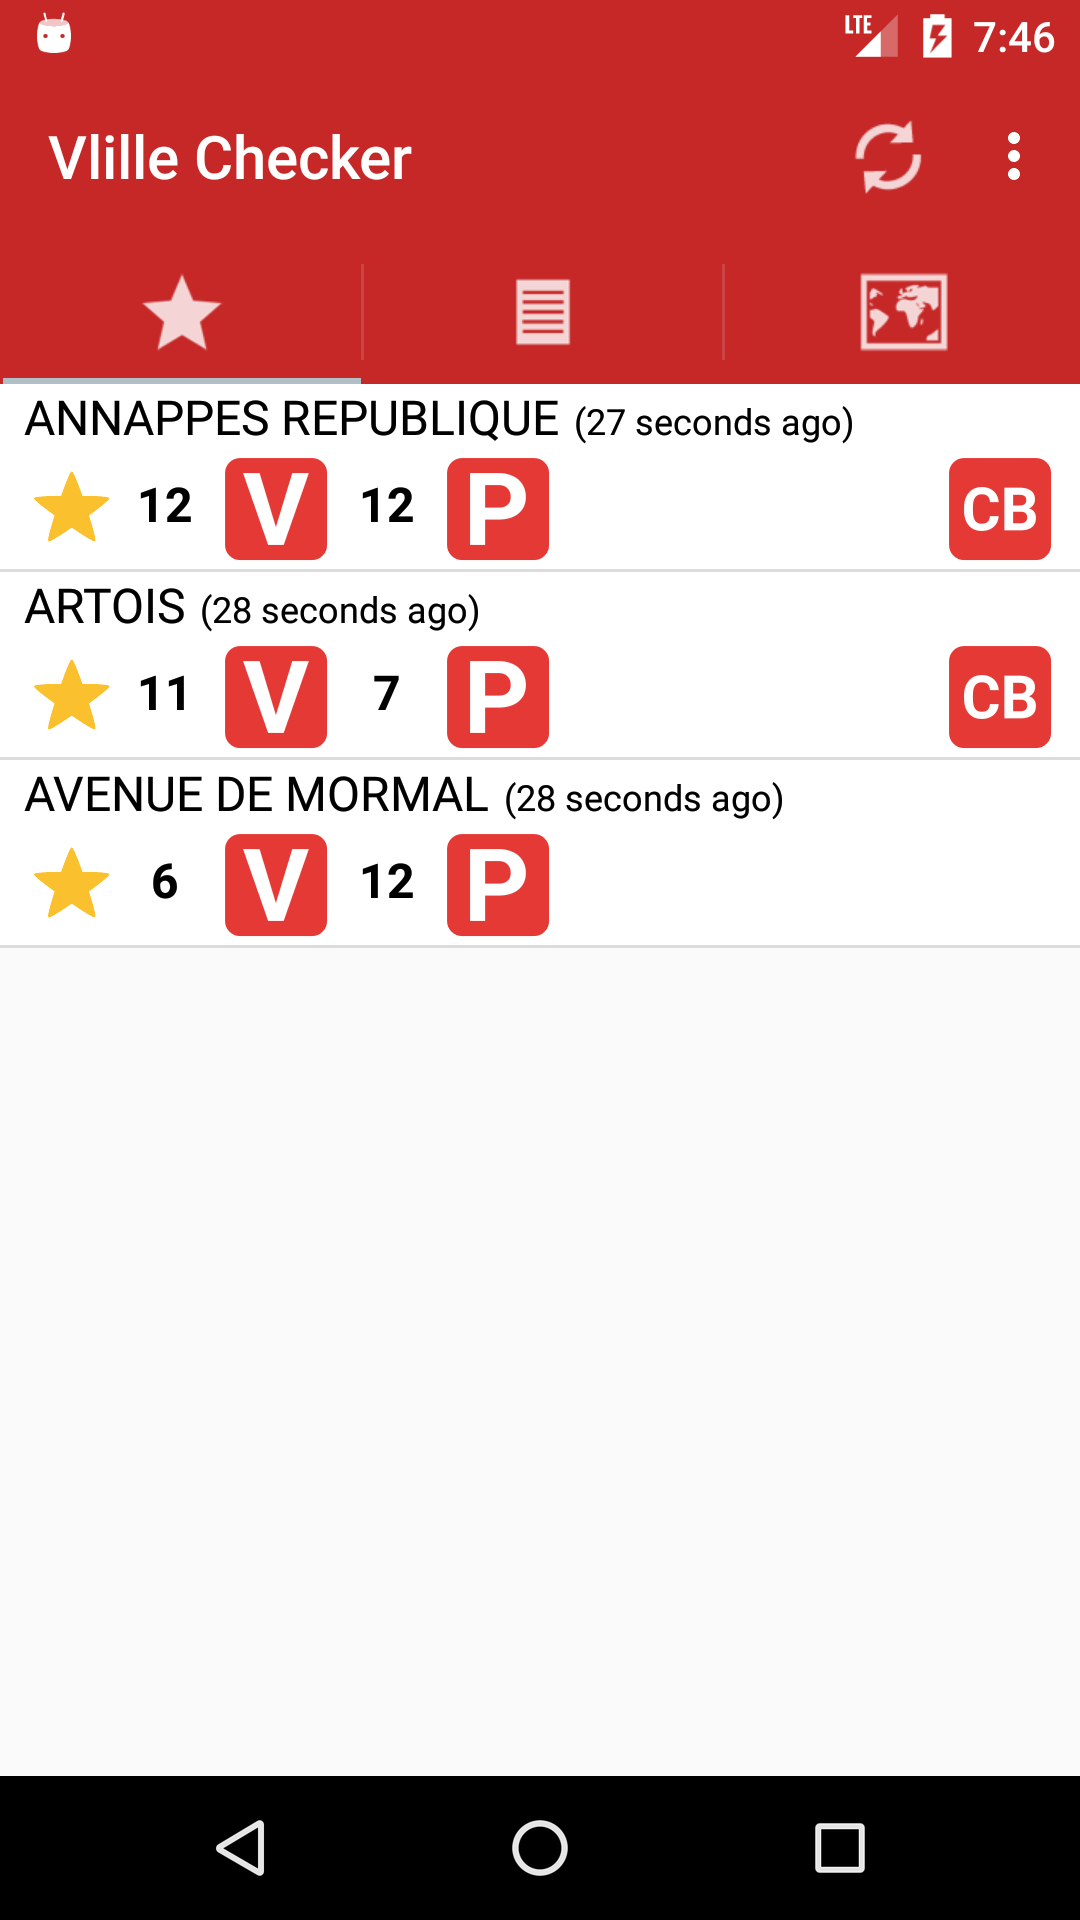 LTE 7:46
Vlille Checker
ANNAPPES REPUBLIQUE (27 seconds ago)
12 V 12 P CB
ARTOIS (28 seconds ago)
11 V 7 P CB
AVENUE DE MORMAL (28 seconds ago)
6 V 12 P